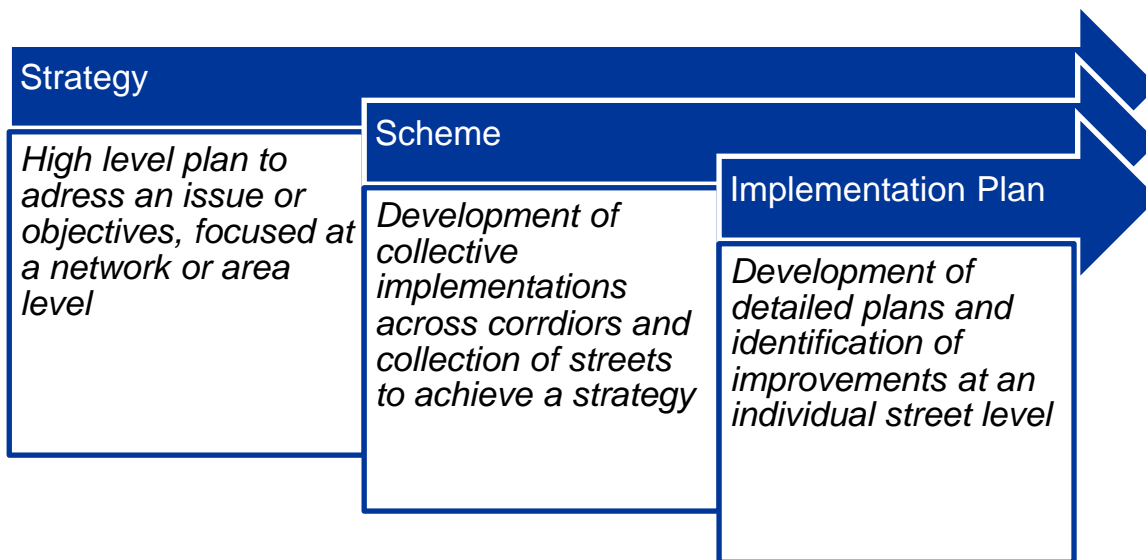 Strategy
High level plan to
adress an issue or
objectives, focused at
a network or area
level
Scheme
Development of
collective
implementations
across corrdiors and
collection of streets
to achieve a strategy
Implementation Plan
Development of
detailed plans and
identification of
improvements at an
individual street level